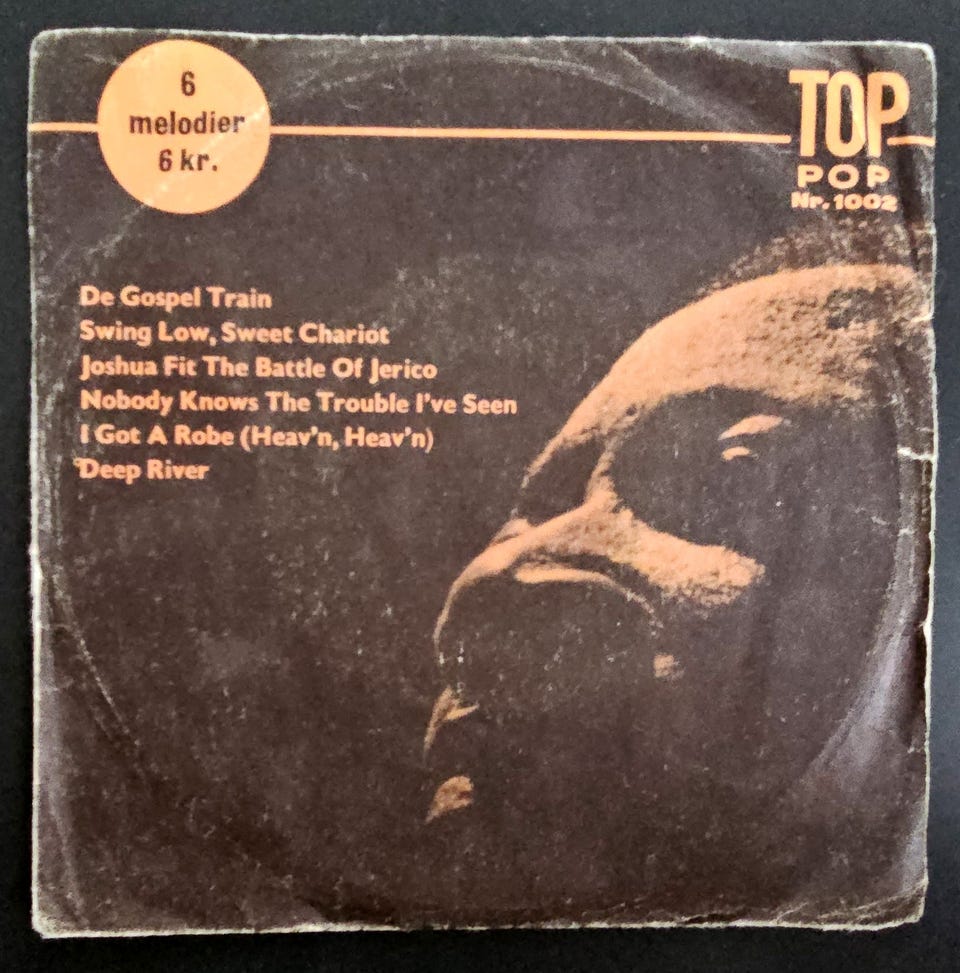 6
melodier
6 kr.
TOP
POP
Nr. 1002
De Gospel Train
Swing Low, Sweet Chariot
Joshua Fit The Battle Of Jerico
Nobody Knows The Trouble I've Seen
I Got A Robe (Heav'n, Heav'n)
Deep River